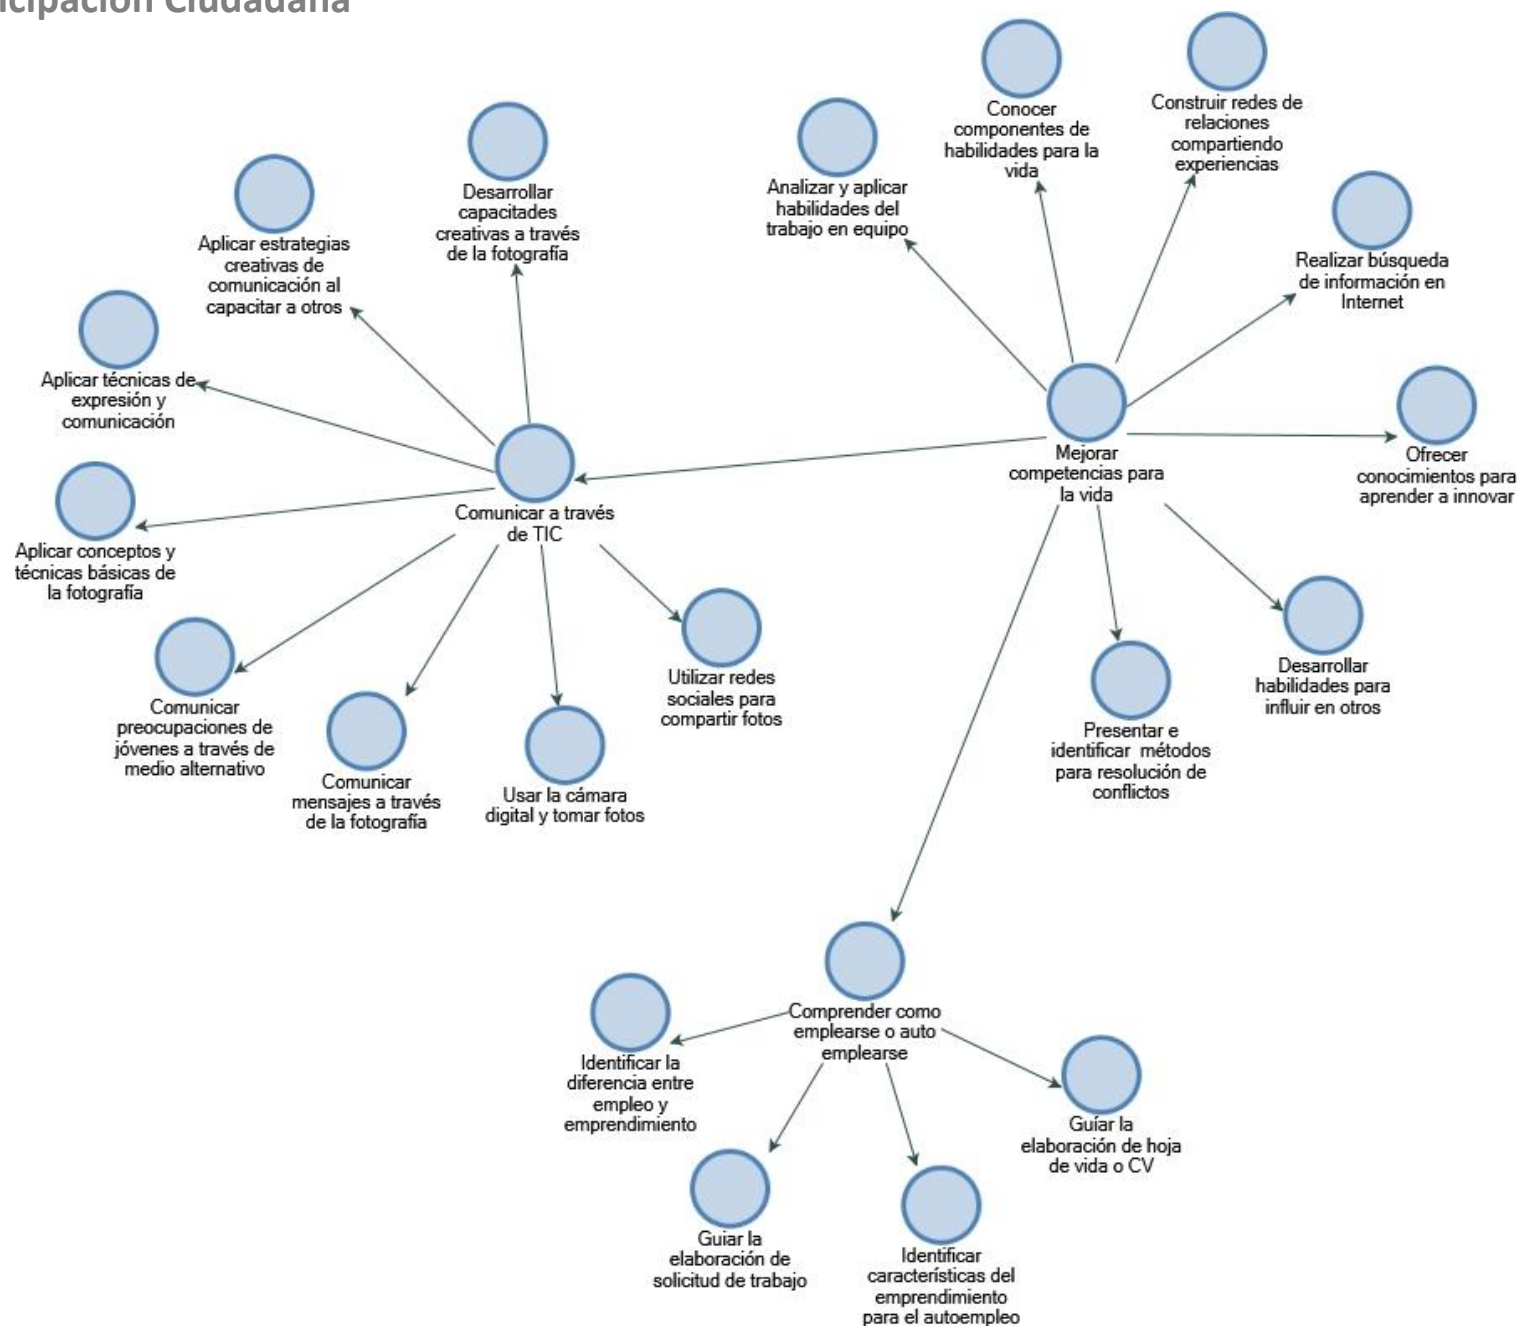 icipación Ciudadana
Conocer
componentes de
habilidades para la
vida
Construir redes de
relaciones
compartiendo
experiencias
Analizar y aplicar
habilidades del
trabajo en equipo
Desarrollar
capacitades
creativas a través
de la fotografía
Aplicar estrategias
creativas de
comunicación al
capacitar a otros
Realizar búsqueda
de información en
Internet
Aplicar técnicas de
expresión y
comunicación
Mejorar
competencias para
la vida
Ofrecer
conocimientos para
aprender a innovar
Comunicar a través
de TIC
Aplicar conceptos y
técnicas básicas de
la fotografía
Utilizar redes
sociales para
compartir fotos
Desarrollar
habilidades para
influir en otros
Comunicar
preocupaciones de
jóvenes a través de
medio alternativo
Presentar e
identificar métodos
para resolución de
conflictos
Comunicar
mensajes a través
de la fotografía
Usar la cámara
digital y tomar fotos
Comprender como
emplearse o auto
emplearse
Identificar la
diferencia entre
empleo y
emprendimiento
Guíar la
elaboración de hoja
de vida o CV
Guiar la
elaboración de
solicitud de trabajo
Identificar
características del
emprendimiento
para el autoempleo